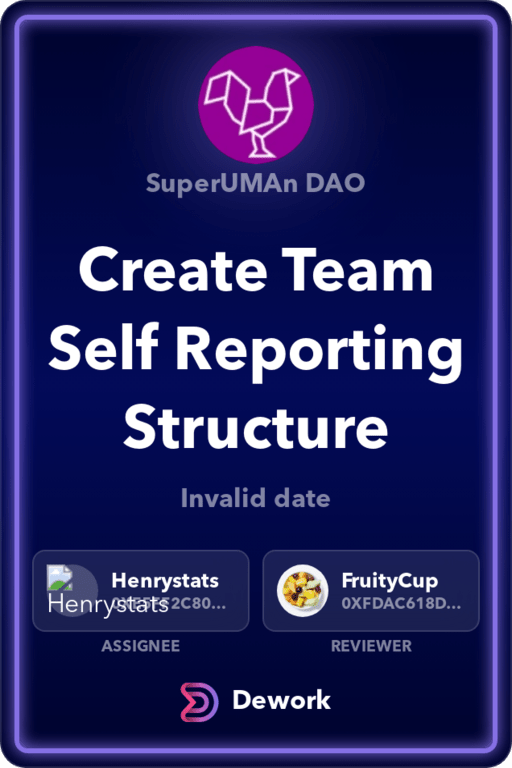 SuperUMAn DAO
Create Team
Self Reporting
Structure
Invalid date
Henrystats
Henrystats
FruityCup
0XFDAC618D...
ASSIGNEE
REVIEWER
Dework